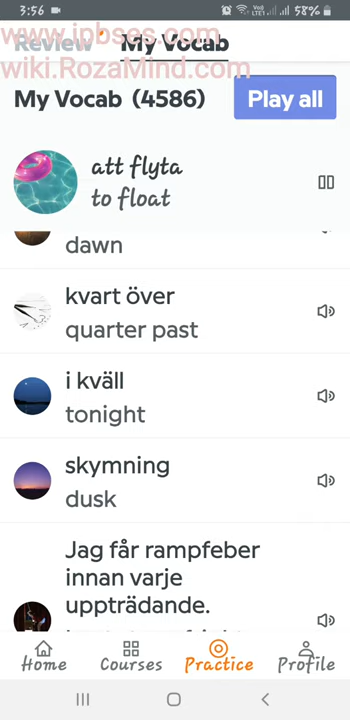 3:56
58%
www.ipbses.com
Review
My Vocab
wiki.RozaMind.com
My Vocab (4586)
Play all
att flyta
to float
dawn
kvart över
quarter past
i kväll
tonight
skymning
dusk
Jag får rampfeber
innan varje
uppträdande.
Home
Courses
Practice
Profile